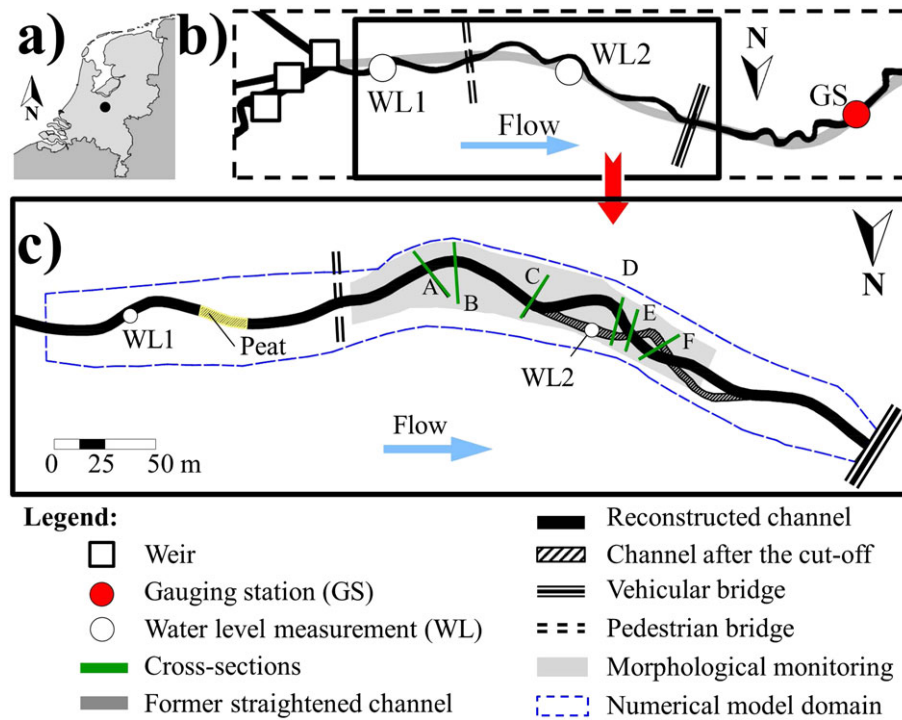 a)
N
b)
WL1
WL2
N
GS
Flow
c)
A
B
C
D
E
F
N
WL1
Peat
WL2
Flow
0 25 50 m
Legend:
Weir
Gauging station (GS)
Water level measurement (WL)
Cross-sections
Former straightened channel
Reconstructed channel
Channel after the cut-off
Vehicular bridge
Pedestrian bridge
Morphological monitoring
Numerical model domain